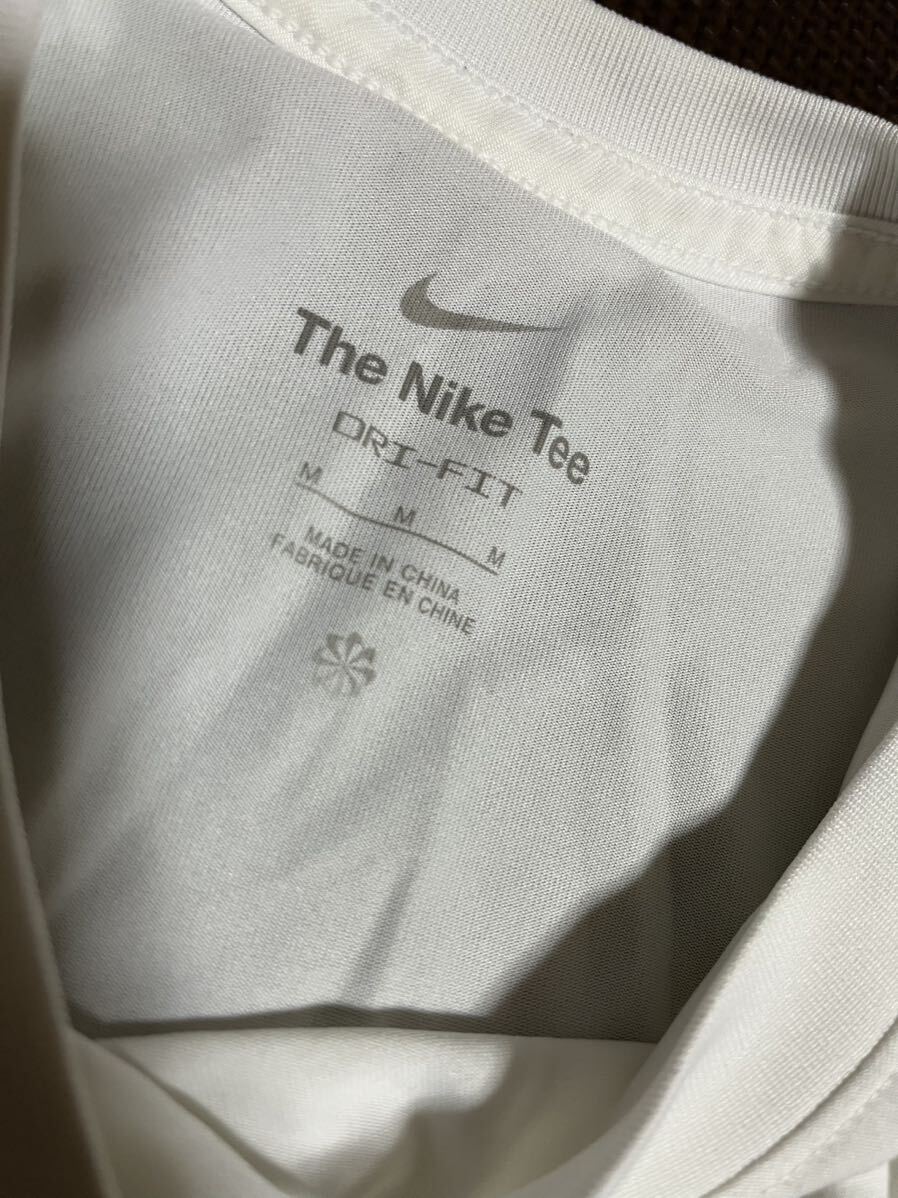 The Nike Tee
DRI-FIT
M M M
MADE IN CHINA
FABRIQUE EN CHINE